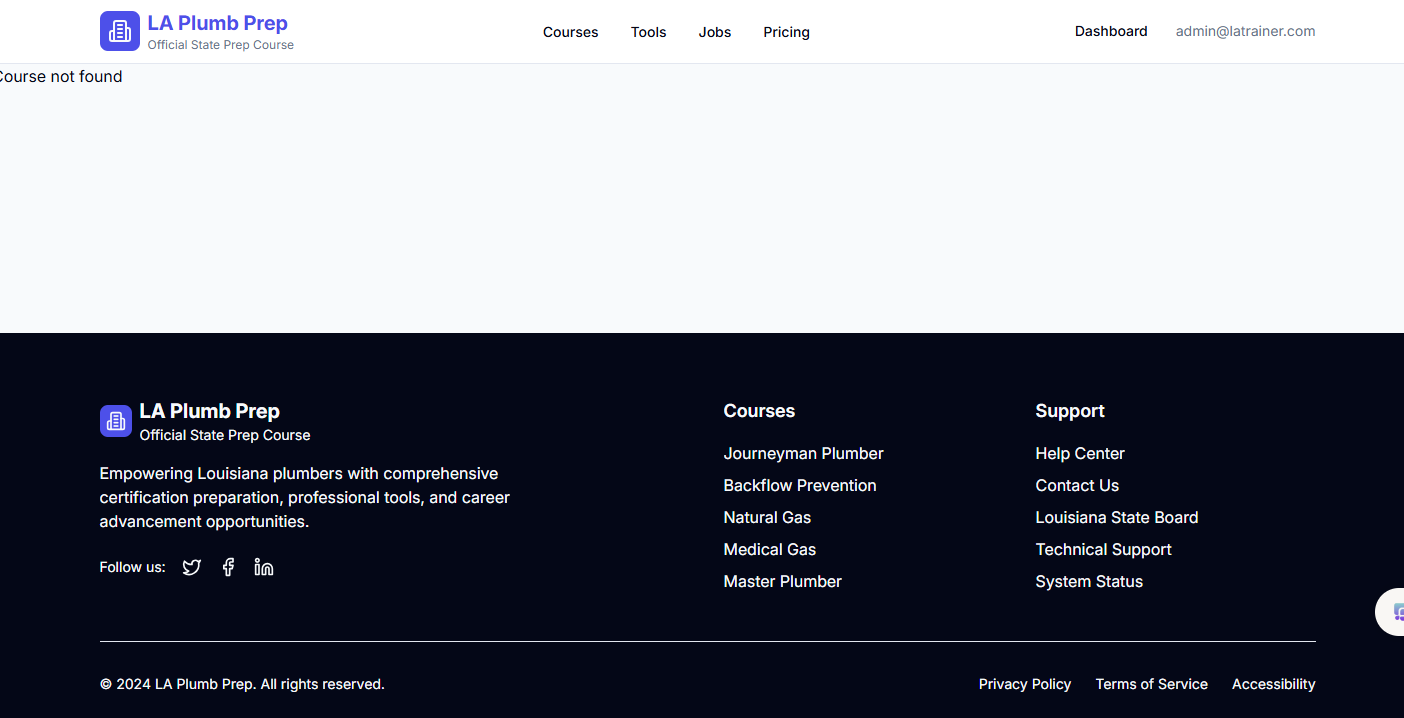 LA Plumb Prep
Official State Prep Course
Courses Tools Jobs Pricing
Dashboard admin@latrainer.com
Course not found
LA Plumb Prep
Official State Prep Course
Empowering Louisiana plumbers with comprehensive
certification preparation, professional tools, and career
advancement opportunities.
Follow us:
Courses
Journeyman Plumber
Backflow Prevention
Natural Gas
Medical Gas
Master Plumber
Support
Help Center
Contact Us
Louisiana State Board
Technical Support
System Status
© 2024 LA Plumb Prep. All rights reserved.
Privacy Policy Terms of Service Accessibility